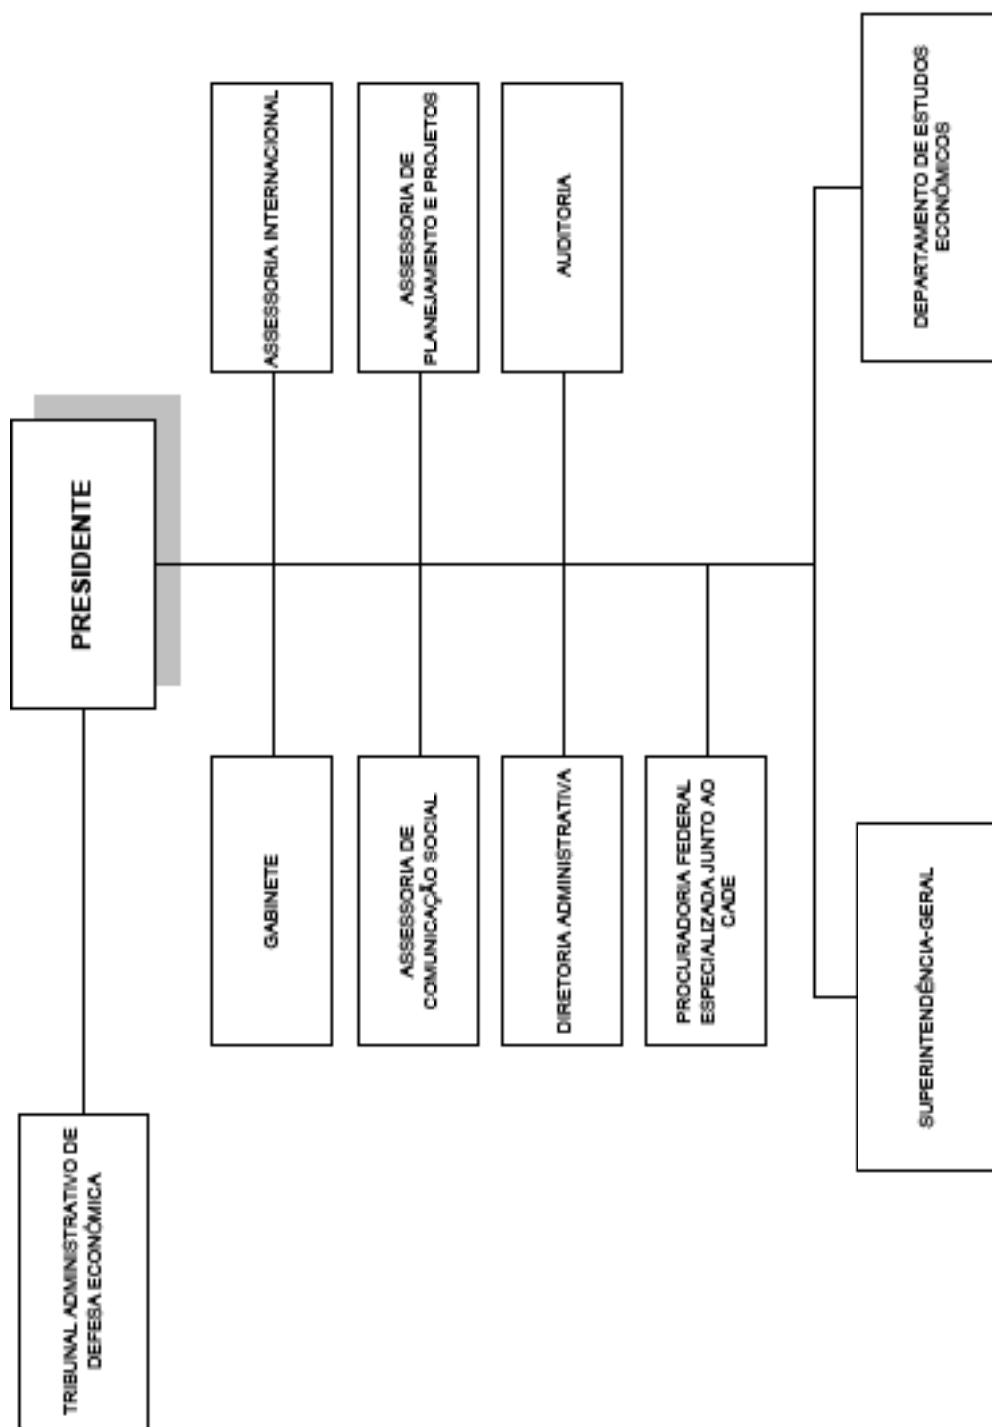 TRIBUNAL ADMINISTRATIVO DE
DEFESA ECONÔMICA
PRESIDENTE
GABINETE
ASSESSORIA INTERNACIONAL
ASSESSORIA DE
COMUNICAÇÃO SOCIAL
ASSESSORIA DE
PLANEJAMENTO E PROJETOS
DIRETORIA ADMINISTRATIVA
AUDITORIA
PROCURADORIA FEDERAL
ESPECIALIZADA JUNTO AO
CADE
SUPERINTENDÊNCIA-GERAL
DEPARTAMENTO DE ESTUDOS
ECONÔMICOS